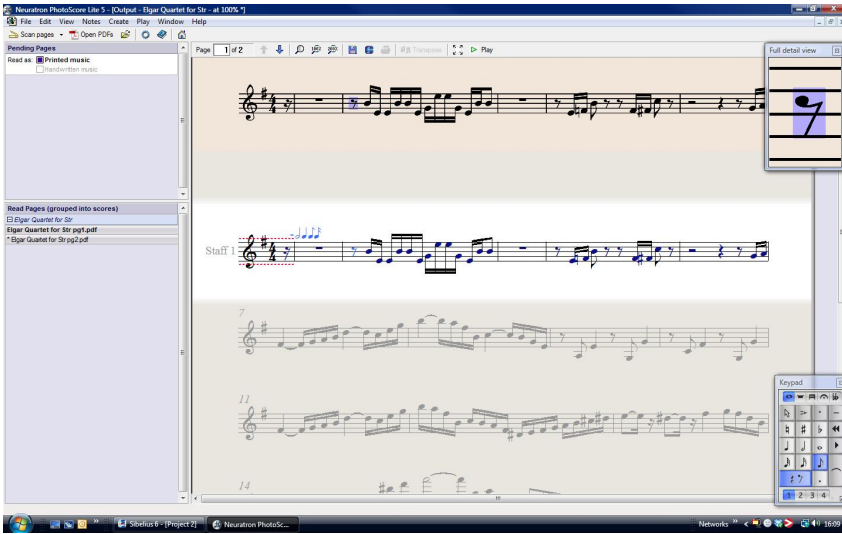 Neuratron PhotoScore Lite 5 - [Output - Elgar Quartet for Str - at 100% *]
File Edit View Notes Create Play Window Help
Scan pages Open PDFs
Pending Pages
Read as: Printed music
Handwritten music
Page 1 of 2 Transpose Play
Full detail view
Read Pages (grouped into scores)
Elgar Quartet for Str
Elgar Quartet for Str pg1.pdf
* Elgar Quartet for Str pg2.pdf
Staff 1
7
11
14
Keypad
1 2 3 4
Sibelius 6 - [Project 2] Neuratron PhotoSc... Networks 16:09